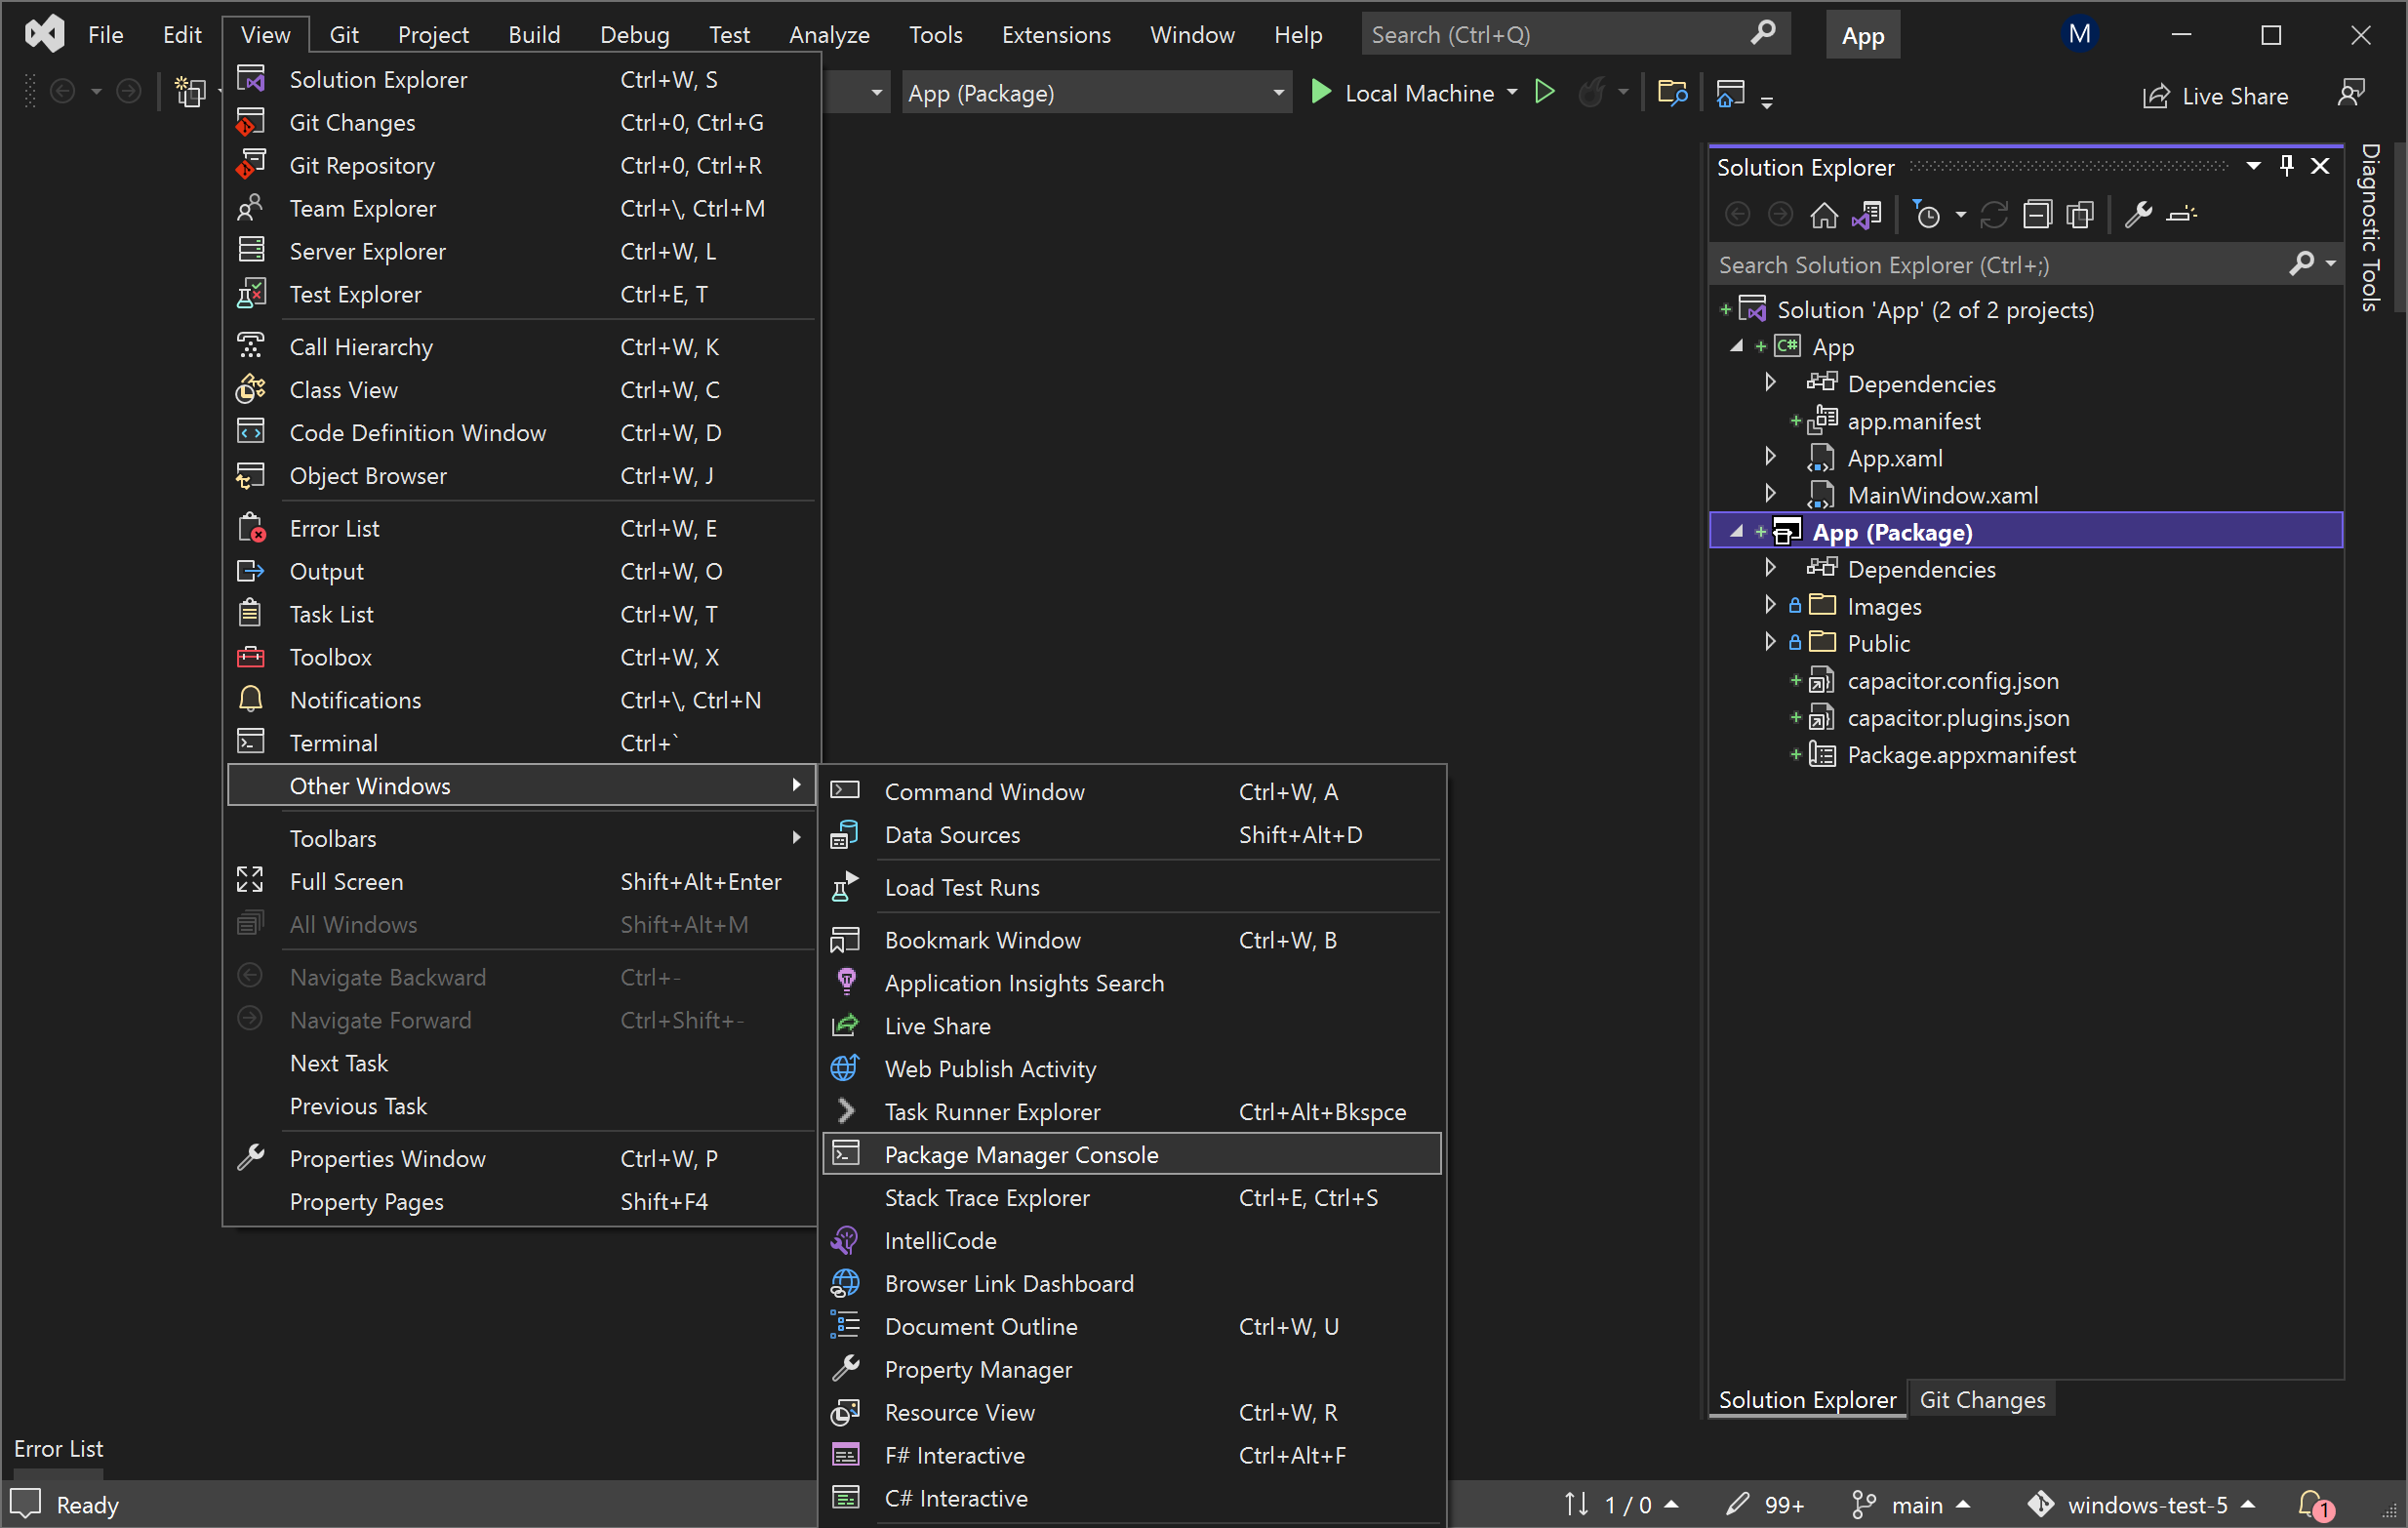 File Edit View Git Project Build Debug Test Analyze Tools Extensions Window Help Search (Ctrl+Q) App M
App (Package) Local Machine Live Share
Solution Explorer Ctrl+W, S
Git Changes Ctrl+0, Ctrl+G
Git Repository Ctrl+0, Ctrl+R
Team Explorer Ctrl+\, Ctrl+M
Server Explorer Ctrl+W, L
Test Explorer Ctrl+E, T
Call Hierarchy Ctrl+W, K
Class View Ctrl+W, C
Code Definition Window Ctrl+W, D
Object Browser Ctrl+W, J
Error List Ctrl+W, E
Output Ctrl+W, O
Task List Ctrl+W, T
Toolbox Ctrl+W, X
Notifications Ctrl+\, Ctrl+N
Terminal Ctrl+`
Other Windows
Toolbars
Full Screen Shift+Alt+Enter
All Windows Shift+Alt+M
Navigate Backward Ctrl+-
Navigate Forward Ctrl+Shift+-
Next Task
Previous Task
Properties Window Ctrl+W, P
Property Pages Shift+F4
Command Window Ctrl+W, A
Data Sources Shift+Alt+D
Load Test Runs
Bookmark Window Ctrl+W, B
Application Insights Search
Live Share
Web Publish Activity
Task Runner Explorer Ctrl+Alt+Bkspce
Package Manager Console
Stack Trace Explorer Ctrl+E, Ctrl+S
IntelliCode
Browser Link Dashboard
Document Outline Ctrl+W, U
Property Manager
Resource View Ctrl+W, R
F# Interactive Ctrl+Alt+F
C# Interactive
Solution Explorer
Search Solution Explorer (Ctrl+;)
Solution 'App' (2 of 2 projects)
C# App
Dependencies
app.manifest
App.xaml
MainWindow.xaml
App (Package)
Dependencies
Images
Public
capacitor.config.json
capacitor.plugins.json
Package.appxmanifest
Solution Explorer Git Changes
Diagnostic Tools
Error List
Ready 1 / 0 99+ main windows-test-5 1